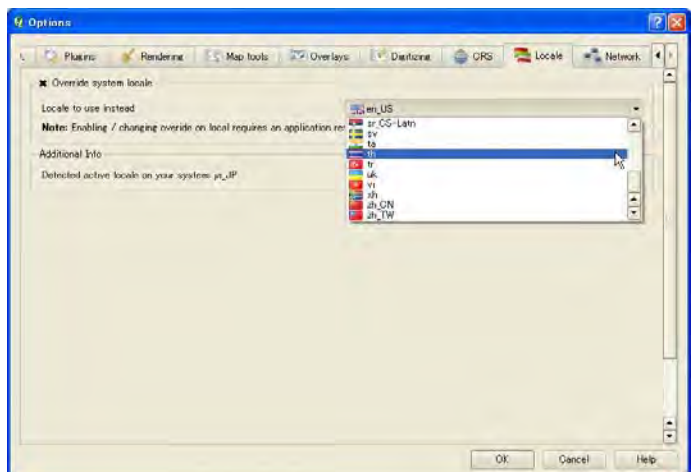 Options
Plugins Rendering Map tools Overlays Digitizing CRS Locale Network
Override system locale
Locale to use instead
en_US
Note: Enabling / changing overide on local requires an application re
sr_CS-Latn
sv
ta
th
tr
uk
vi
xh
zh_CN
zh_TW
Additional Info
Detected active locale on your system: ja_JP
OK Cancel Help